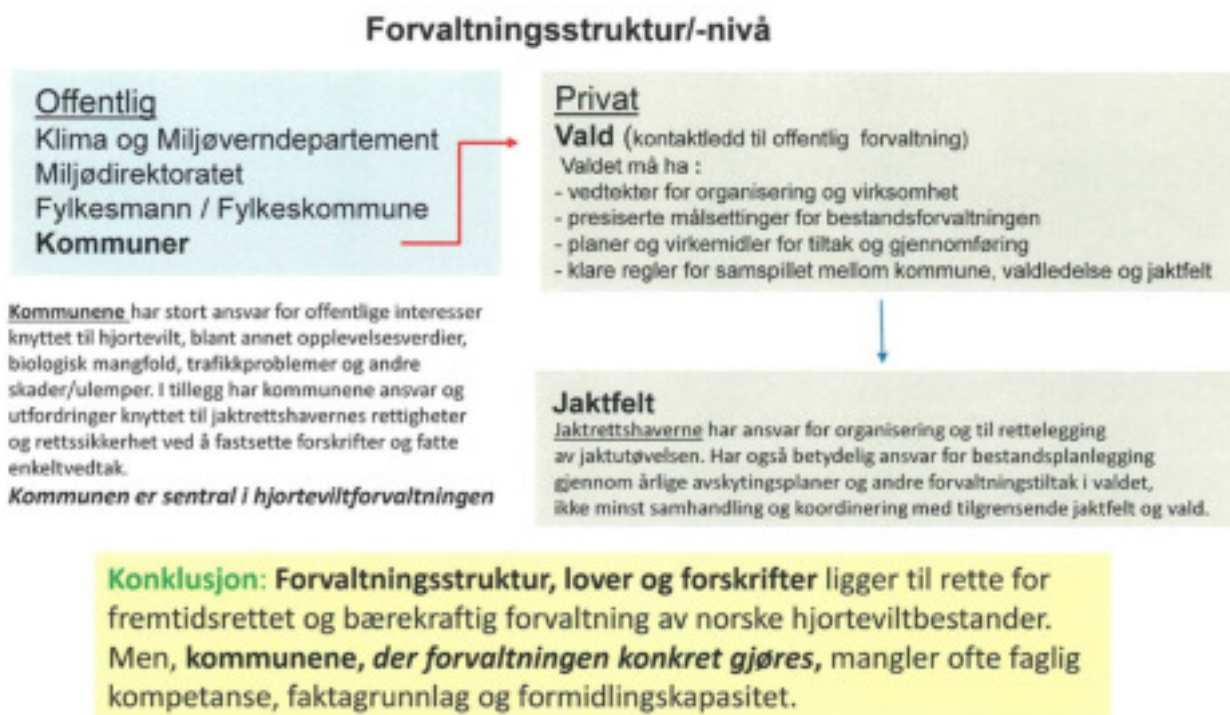 Forvaltningsstruktur/-nivå
Offentlig
Klima og Miljøverndepartement
Miljødirektoratet
Fylkesmann / Fylkeskommune
Kommuner
Privat
Vald (kontaktledd til offentlig forvaltning)
Valdet må ha :
- vedtekter for organisering og virksomhet
- presiserte målsettinger for bestandsforvaltningen
- planer og virkemidler for tiltak og gjennomføring
- klare regler for samspillet mellom kommune, valdledelse og jaktfelt
Kommunene har stort ansvar for offentlige interesser
knyttet til hjortevilt, blant annet opplevelsesverdier,
biologisk mangfold, trafikkproblemer og andre
skader/ulemper. I tillegg har kommunene ansvar og
utfordringer knyttet til jaktrettshavernes rettigheter
og rettssikkerhet ved å fastsette forskrifter og fatte
enkeltvedtak.
Kommunen er sentral i hjorteviltforvaltningen
Jaktfelt
Jaktrettshaverne har ansvar for organisering og til rettelegging
av jaktutøvelsen. Har også betydelig ansvar for bestandsplanlegging
gjennom årlige avskytingsplaner og andre forvaltningstiltak i valdet,
ikke minst samhandling og koordinering med tilgrensende jaktfelt og vald.
Konklusjon: Forvaltningsstruktur, lover og forskrifter ligger til rette for
fremtidsrettet og bærekraftig forvaltning av norske hjorteviltbestander.
Men, kommunene, der forvaltningen konkret gjøres, mangler ofte faglig
kompetanse, faktagrunnlag og formidlingskapasitet.